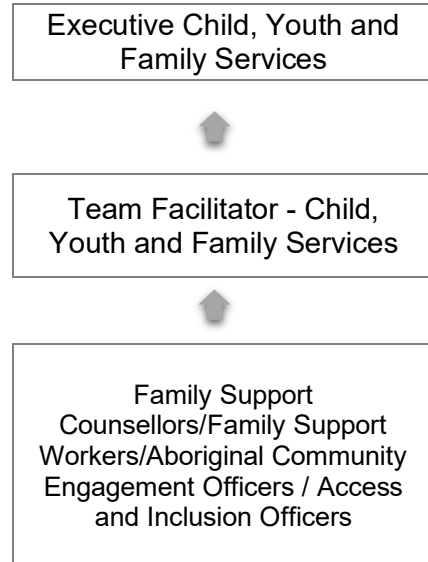 Executive Child, Youth and
Family Services
Team Facilitator - Child,
Youth and Family Services
Family Support
Counsellors/Family Support
Workers/Aboriginal Community
Engagement Officers / Access
and Inclusion Officers